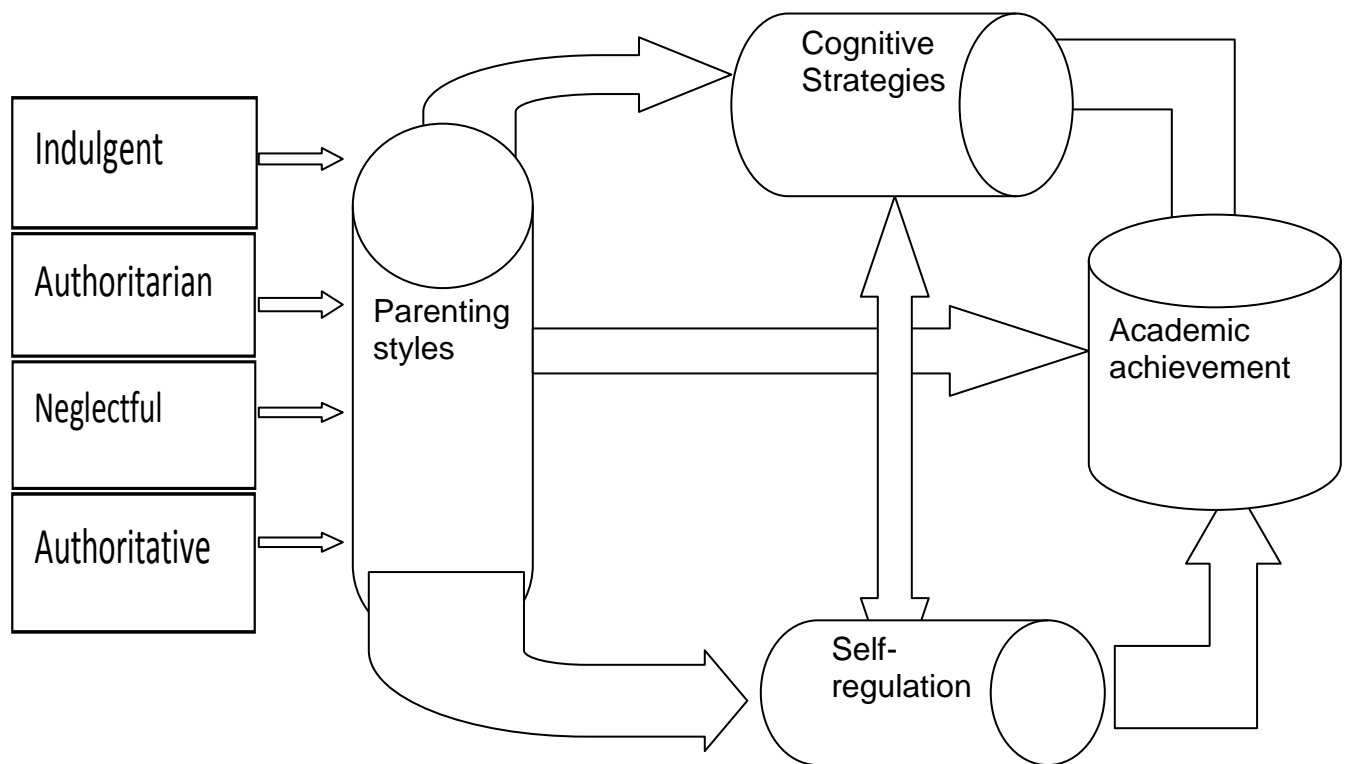 Indulgent
Authoritarian
Neglectful
Authoritative
Parenting
styles
Cognitive
Strategies
Self-
regulation
Academic
achievement